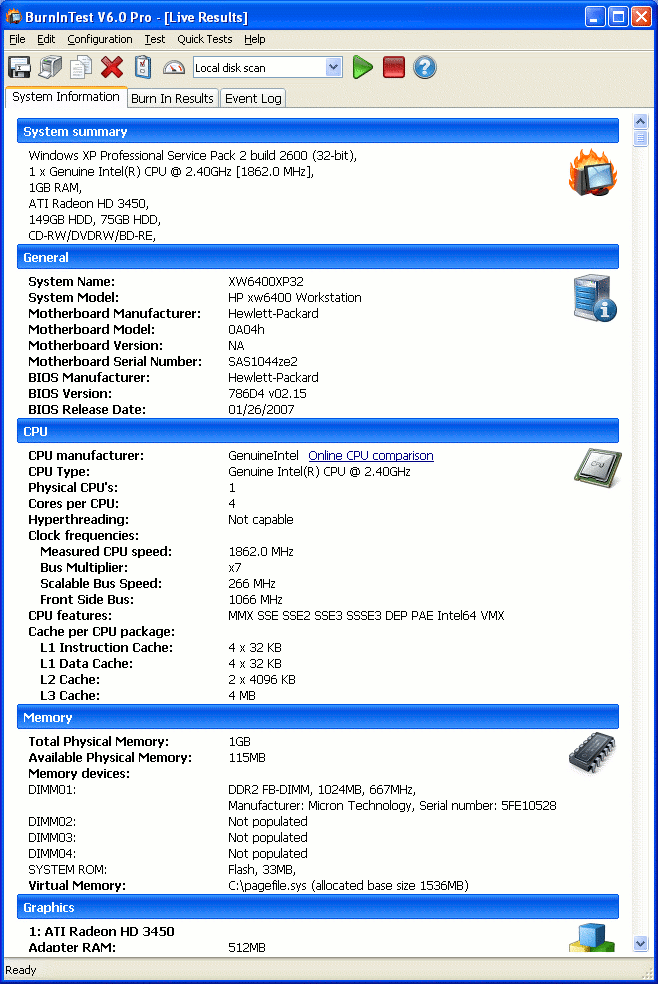 BurnInTest V6.0 Pro - [Live Results]
File Edit Configuration Test Quick Tests Help
Local disk scan
System Information Burn In Results Event Log
System summary
Windows XP Professional Service Pack 2 build 2600 (32-bit),
1 x Genuine Intel(R) CPU @ 2.40GHz [1862.0 MHz],
1GB RAM,
ATI Radeon HD 3450,
149GB HDD, 75GB HDD,
CD-RW/DVDRW/BD-RE,
General
System Name: XW6400XP32
System Model: HP xw6400 Workstation
Motherboard Manufacturer: Hewlett-Packard
Motherboard Model: 0A04h
Motherboard Version: NA
Motherboard Serial Number: SAS1044ze2
BIOS Manufacturer: Hewlett-Packard
BIOS Version: 786D4 v02.15
BIOS Release Date: 01/26/2007
CPU
CPU manufacturer: GenuineIntel Online CPU comparison
CPU Type: Genuine Intel(R) CPU @ 2.40GHz
Physical CPU's: 1
Cores per CPU: 4
Hyperthreading: Not capable
Clock frequencies:
Measured CPU speed: 1862.0 MHz
Bus Multiplier: x7
Scalable Bus Speed: 266 MHz
Front Side Bus: 1066 MHz
CPU features: MMX SSE SSE2 SSE3 SSSE3 DEP PAE Intel64 VMX
Cache per CPU package:
L1 Instruction Cache: 4 x 32 KB
L1 Data Cache: 4 x 32 KB
L2 Cache: 2 x 4096 KB
L3 Cache: 4 MB
Memory
Total Physical Memory: 1GB
Available Physical Memory: 115MB
Memory devices:
DIMM01: DDR2 FB-DIMM, 1024MB, 667MHz,
Manufacturer: Micron Technology, Serial number: 5FE10528
DIMM02: Not populated
DIMM03: Not populated
DIMM04: Not populated
SYSTEM ROM: Flash, 33MB,
Virtual Memory: C:\pagefile.sys (allocated base size 1536MB)
Graphics
1: ATI Radeon HD 3450
Adapter RAM: 512MB
Ready